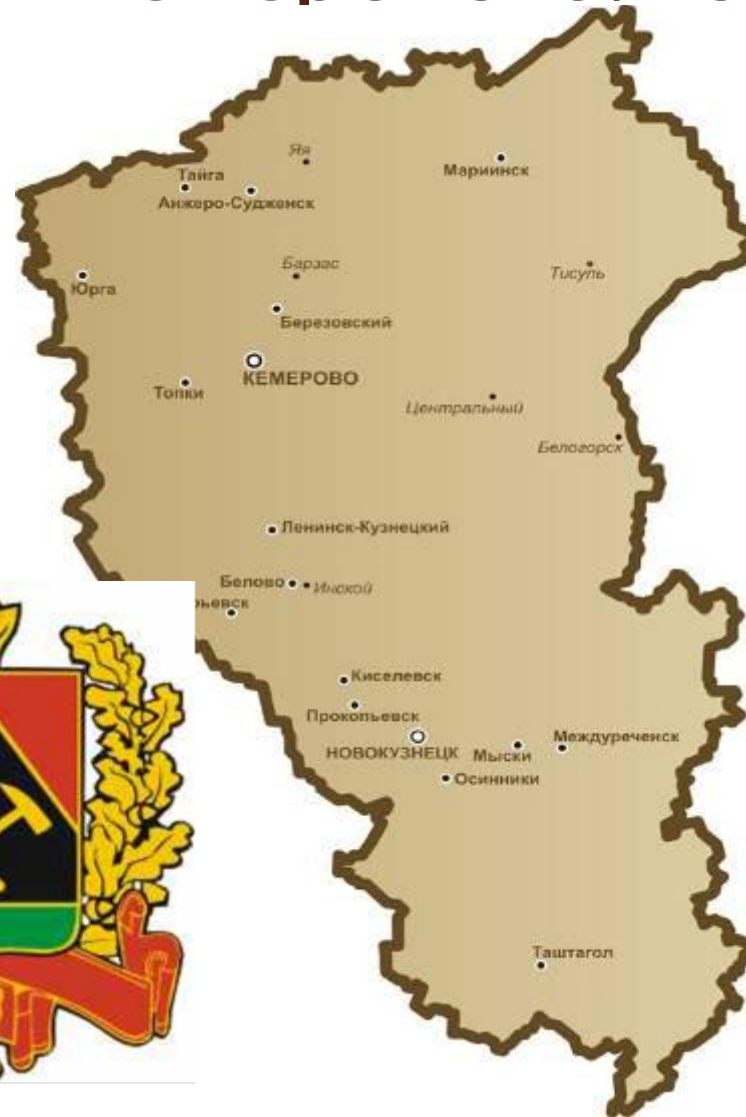 Яя
Мариинск
Тайга
Анжеро-Судженск
Барзас
Тисуль
Юрга
Березовский
КЕМЕРОВО
Топки
Центральный
Белогорск
Ленинск-Кузнецкий
Белово
Инской
рьевск
Киселевск
Прокопьевск
НОВОКУЗНЕЦК
Мыски
Междуреченск
Осинники
Таштагол